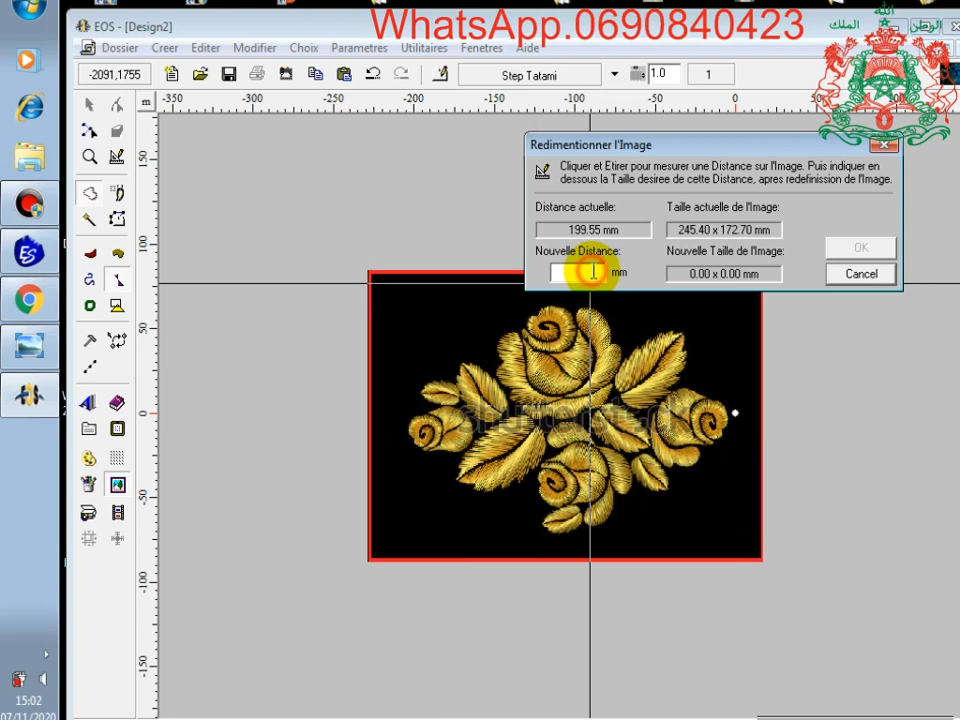 WhatsApp.0690840423
الوطن الله الملك
EOS - [Design2]
Dossier Creer Editer Modifier Choix Parametres Utilitaires Fenetres Aide
-2091,1755 Step Tatami 1.0 1
m -350 -300 -250 -200 -150 -100 -50 0
150
100
50
0
-50
-100
-150
Redimentionner l'Image
Cliquer et Etirer pour mesurer une Distance sur l'Image. Puis indiquer en
dessous la Taille desiree de cette Distance, apres redefinission de l'Image.
Distance actuelle: Taille actuelle de l'Image:
199.55 mm 245.40 x 172.70 mm
Nouvelle Distance: Nouvelle Taille de l'Image:
mm 0.00 x 0.00 mm
OK
Cancel
shutterstock
15:02
07/11/2020